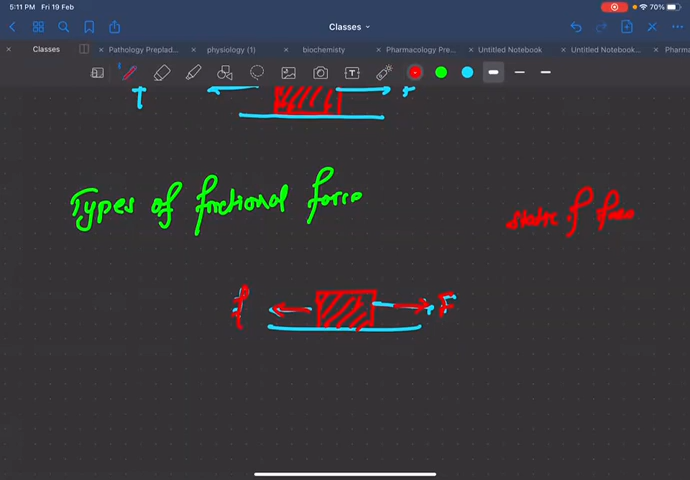 5:11 PM Fri 19 Feb
70%
Classes
Classes
Pathology Preplad...
physiology (1)
biochemisty
Pharmacology Pre...
Untitled Notebook
Untitled Notebook...
Pharma
T
F
Types of frictional force
static f force
f F